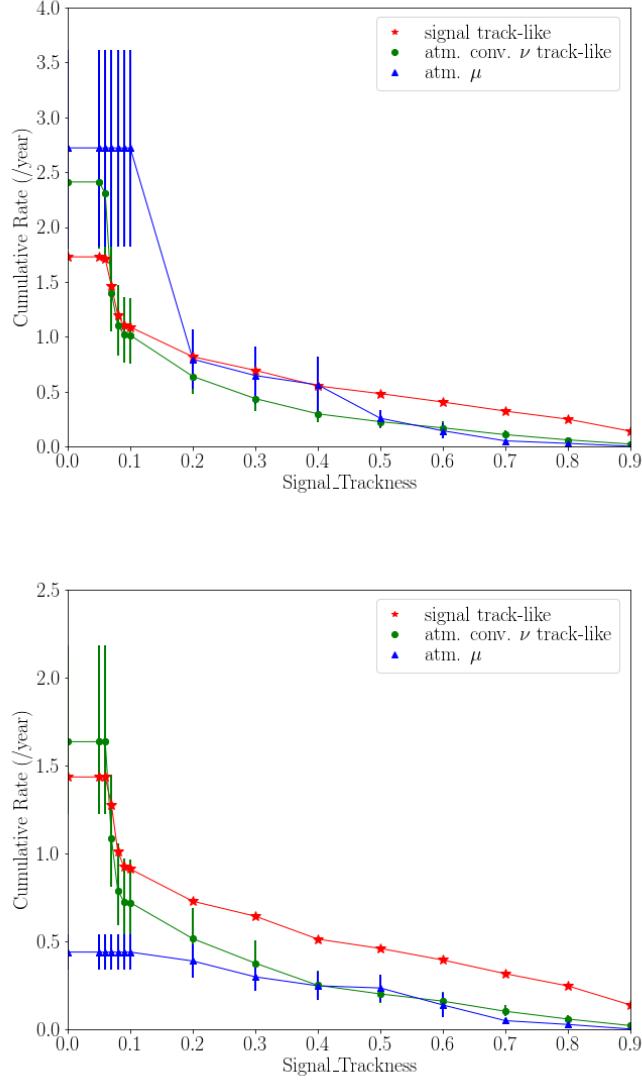 4.0
3.5
3.0
2.5
2.0
1.5
1.0
0.5
0.0
Cumulative Rate (/year)
signal track-like
atm. conv. ν track-like
atm. μ
0.0 0.1 0.2 0.3 0.4 0.5 0.6 0.7 0.8 0.9
Signal_Trackness
2.5
2.0
1.5
1.0
0.5
0.0
Cumulative Rate (/year)
signal track-like
atm. conv. ν track-like
atm. μ
0.0 0.1 0.2 0.3 0.4 0.5 0.6 0.7 0.8 0.9
Signal_Trackness